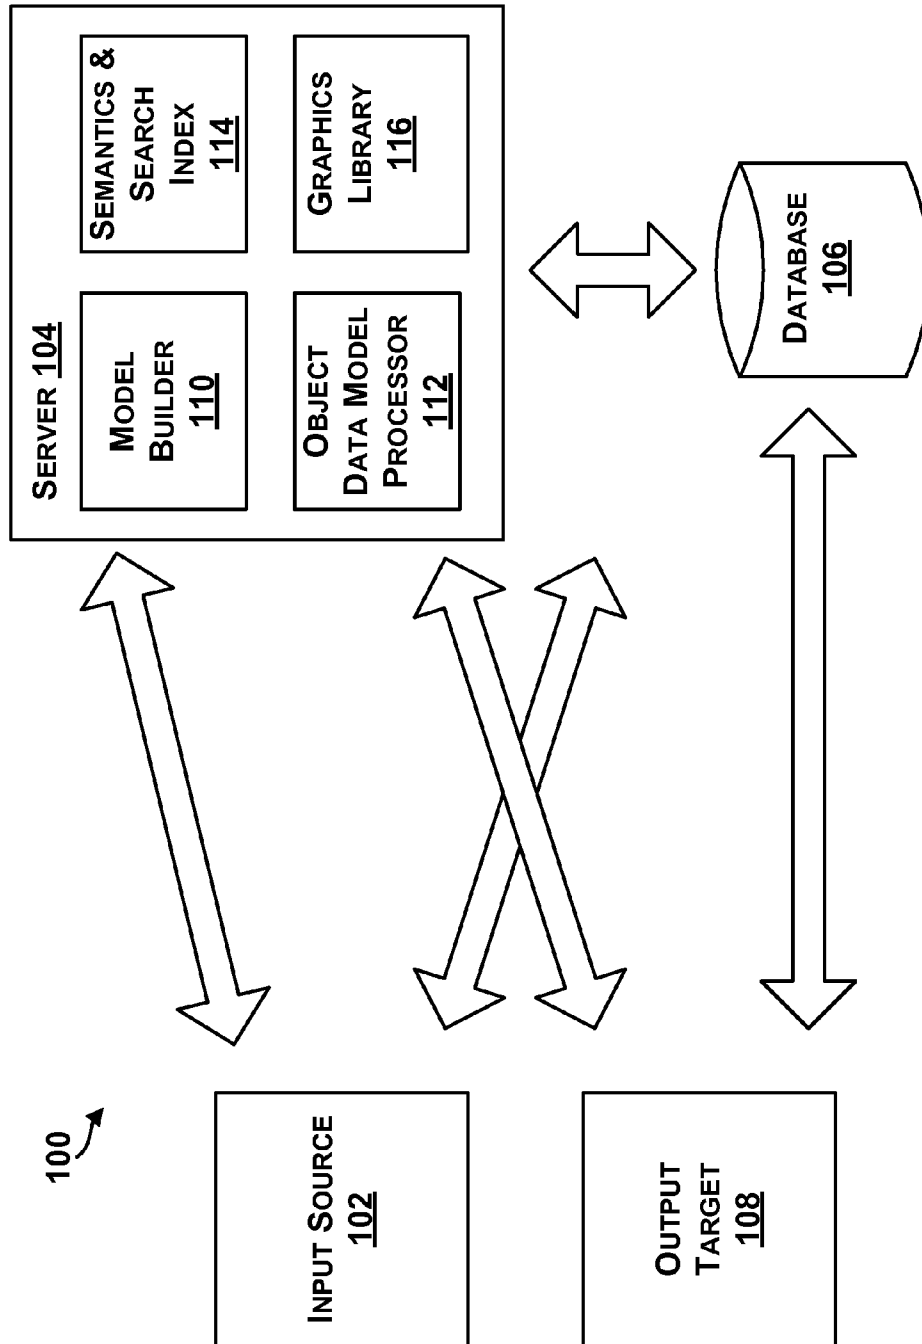 100
INPUT SOURCE
102
OUTPUT
TARGET
108
SERVER 104
MODEL
BUILDER
110
SEMANTICS &
SEARCH
INDEX
114
OBJECT
DATA MODEL
PROCESSOR
112
GRAPHICS
LIBRARY
116
DATABASE
106